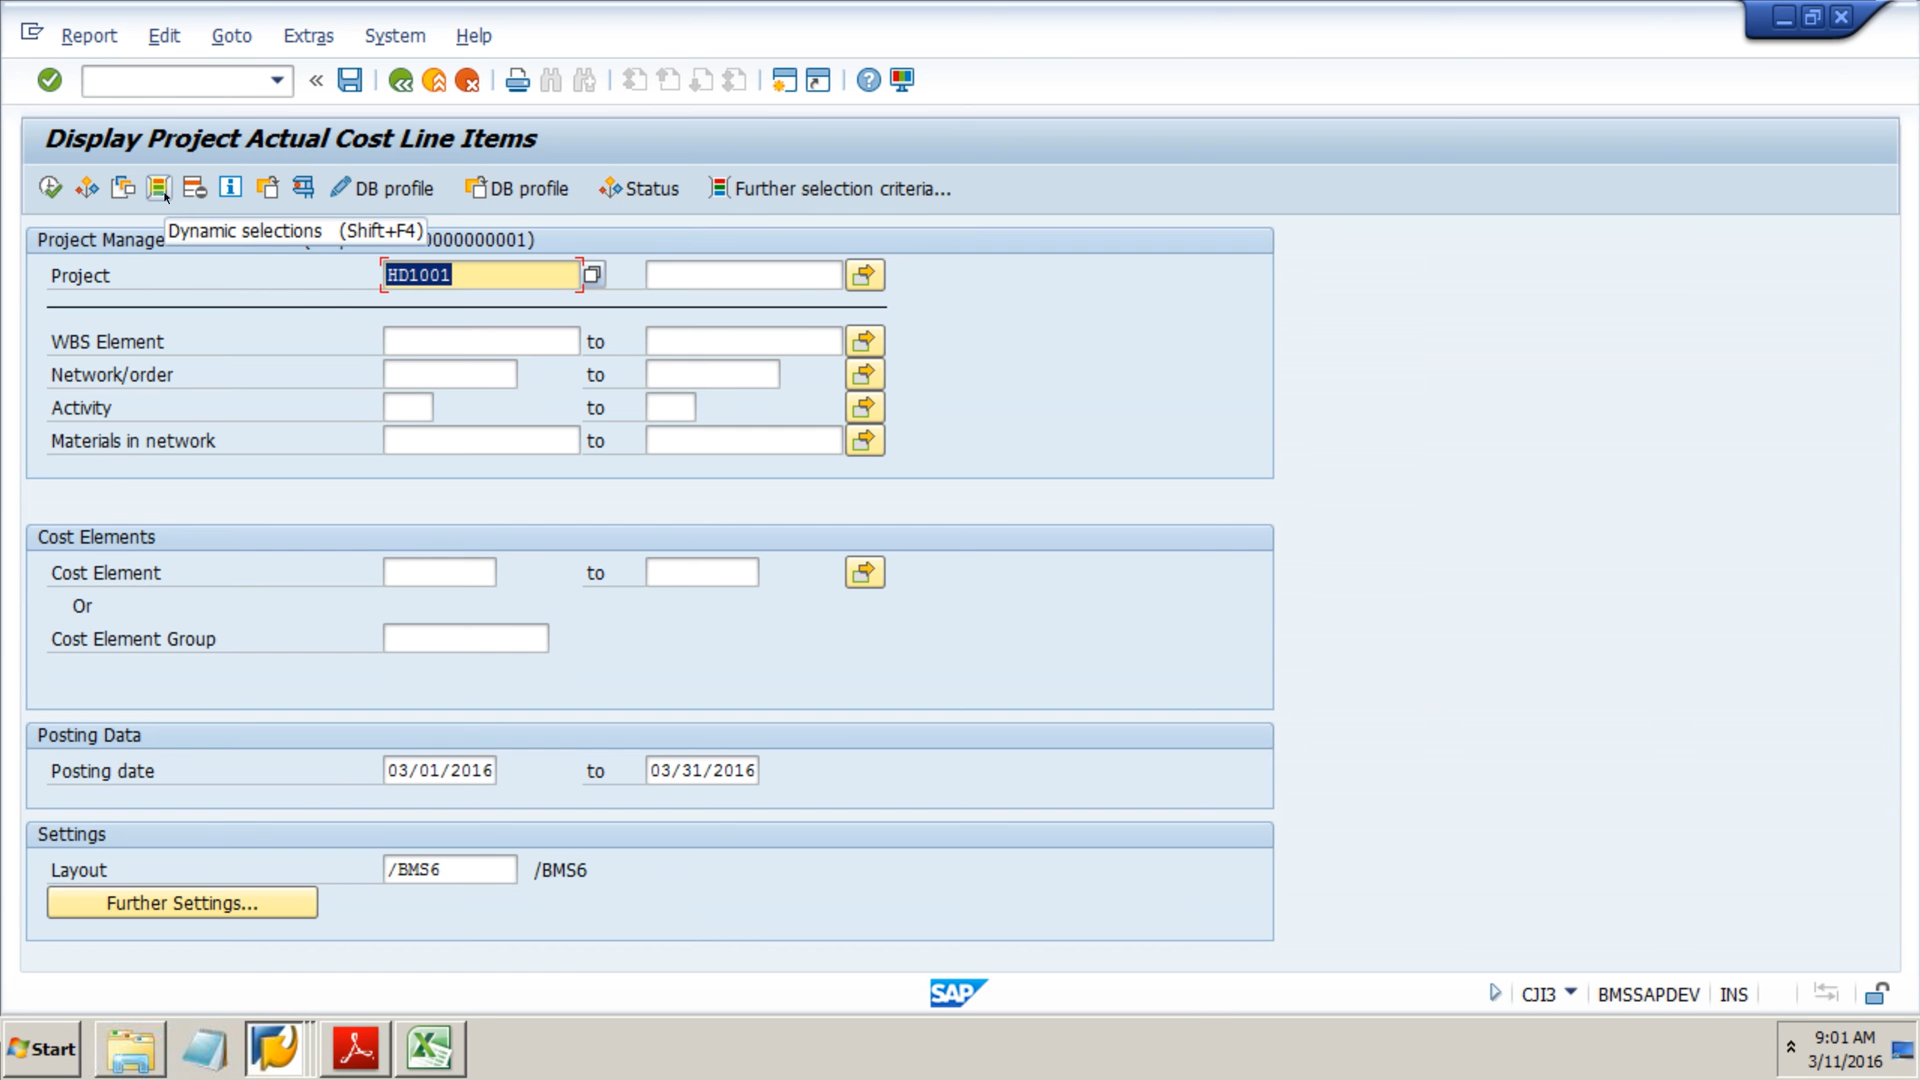 Report Edit Goto Extras System Help
Display Project Actual Cost Line Items
DB profile DB profile Status Further selection criteria...
Dynamic selections (Shift+F4)
Project Manage 0000000001)
Project HD1001
WBS Element to
Network/order to
Activity to
Materials in network to
Cost Elements
Cost Element to
Or
Cost Element Group
Posting Data
Posting date 03/01/2016 to 03/31/2016
Settings
Layout /BMS6 /BMS6
Further Settings...
SAP CJI3 BMSSAPDEV INS
Start 9:01 AM
3/11/2016